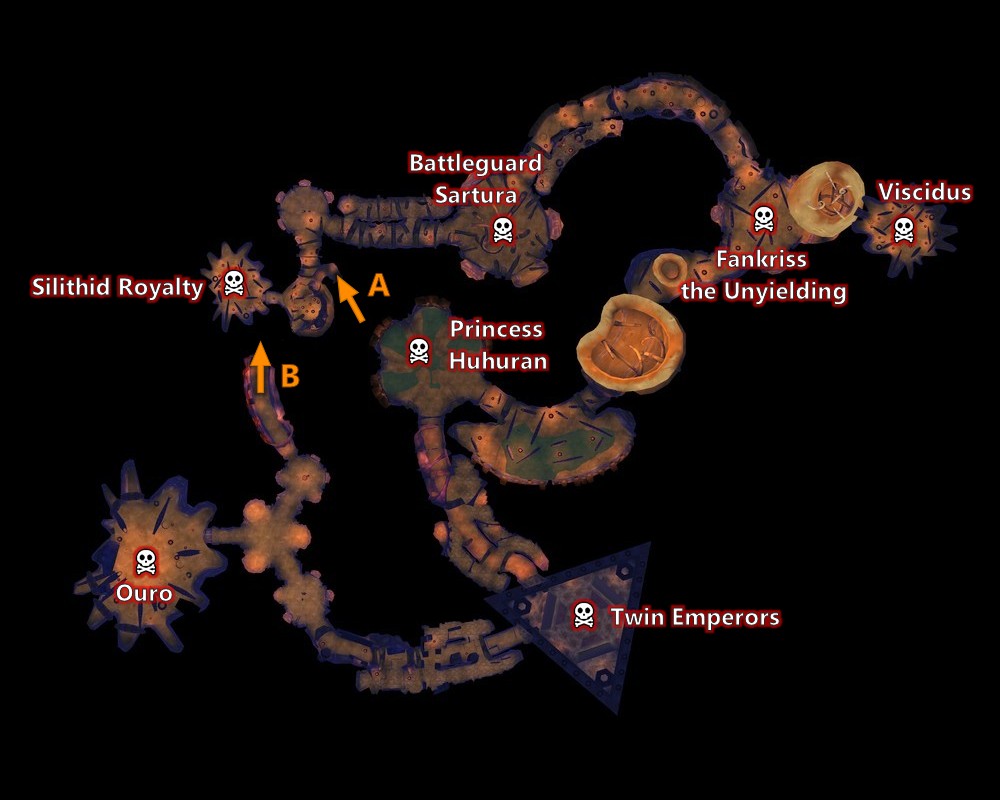 Battleguard
Sartura
Viscidus
Fankriss
the Unyielding
Silithid Royalty
A
Princess
Huhuran
B
Ouro
Twin Emperors